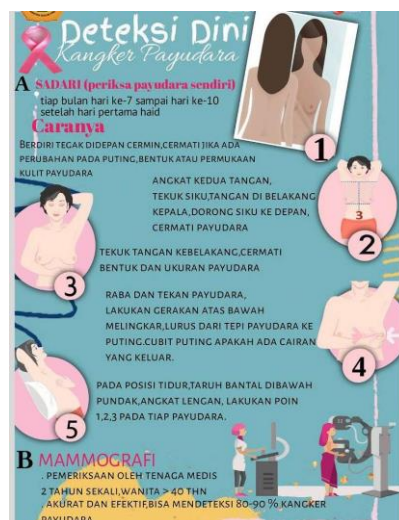 Deteksi Dini
Kangker Payudara
A SADARI (periksa payudara sendiri)
tiap bulan hari ke-7 sampai hari ke-10
setelah hari pertama haid
Caranya
BERDIRI TEGAK DIDEPAN CERMIN,CERMATI JIKA ADA
PERUBAHAN PADA PUTING,BENTUK ATAU PERMUKAAN
KULIT PAYUDARA
1
ANGKAT KEDUA TANGAN,
TEKUK SIKU,TANGAN DI BELAKANG
KEPALA,DORONG SIKU KE DEPAN,
CERMATI PAYUDARA
3
2
TEKUK TANGAN KEBELAKANG,CERMATI
BENTUK DAN UKURAN PAYUDARA
3
RABA DAN TEKAN PAYUDARA,
LAKUKAN GERAKAN ATAS BAWAH
MELINGKAR,LURUS DARI TEPI PAYUDARA KE
PUTING.CUBIT PUTING APAKAH ADA CAIRAN
YANG KELUAR.
4
PADA POSISI TIDUR,TARUH BANTAL DIBAWAH
PUNDAK,ANGKAT LENGAN, LAKUKAN POIN
1,2,3 PADA TIAP PAYUDARA.
5
B MAMMOGRAFI
. PEMERIKSAAN OLEH TENAGA MEDIS
2 TAHUN SEKALI,WANITA > 40 THN
. AKURAT DAN EFEKTIF,BISA MENDETEKSI 80-90 % KANGKER
PAYUDARA